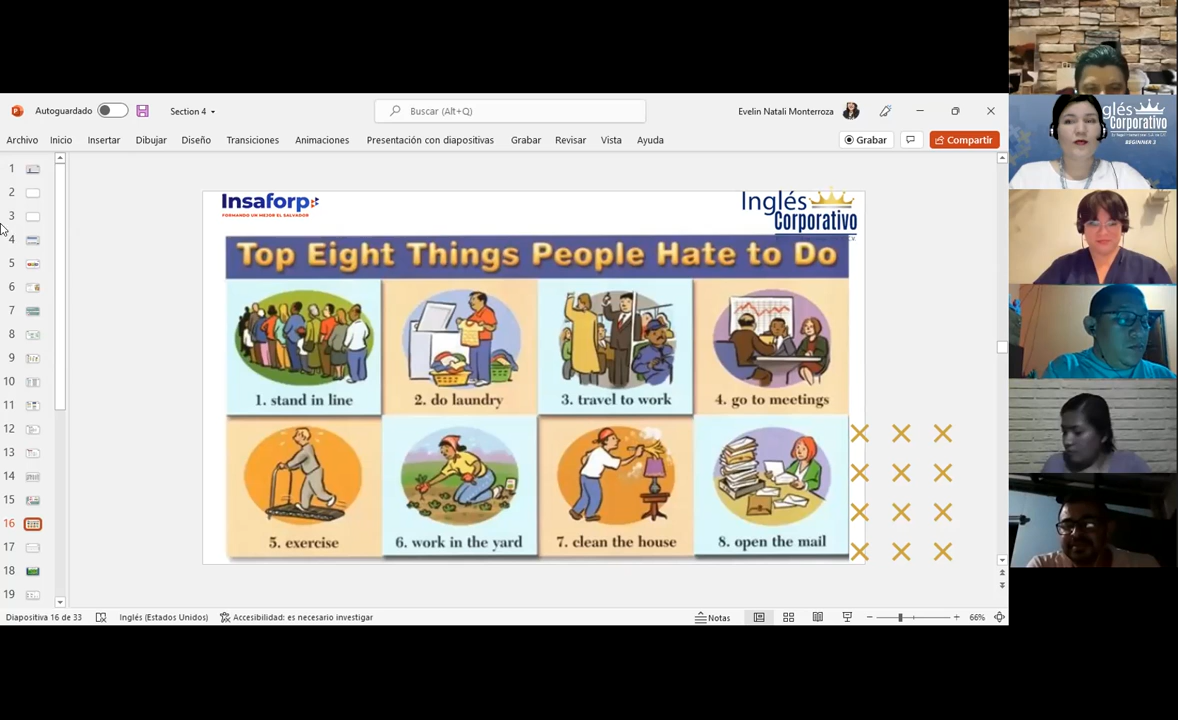 Autoguardado
Section 4
Buscar (Alt+Q)
Evelin Natali Monterroza
Archivo Inicio Insertar Dibujar Diseño Transiciones Animaciones Presentación con diapositivas Grabar Revisar Vista Ayuda
Grabar
Compartir
1
2
3
4
5
6
7
8
9
10
11
12
13
14
15
16
17
18
19
Insaforp
FORMANDO UN MEJOR EL SALVADOR
Inglés
Corporativo
Top Eight Things People Hate to Do
1. stand in line
2. do laundry
3. travel to work
4. go to meetings
5. exercise
6. work in the yard
7. clean the house
8. open the mail
Diapositiva 16 de 33
Inglés (Estados Unidos)
Accesibilidad: es necesario investigar
Notas
66%
glés
Corporativo
BEGINNER 2